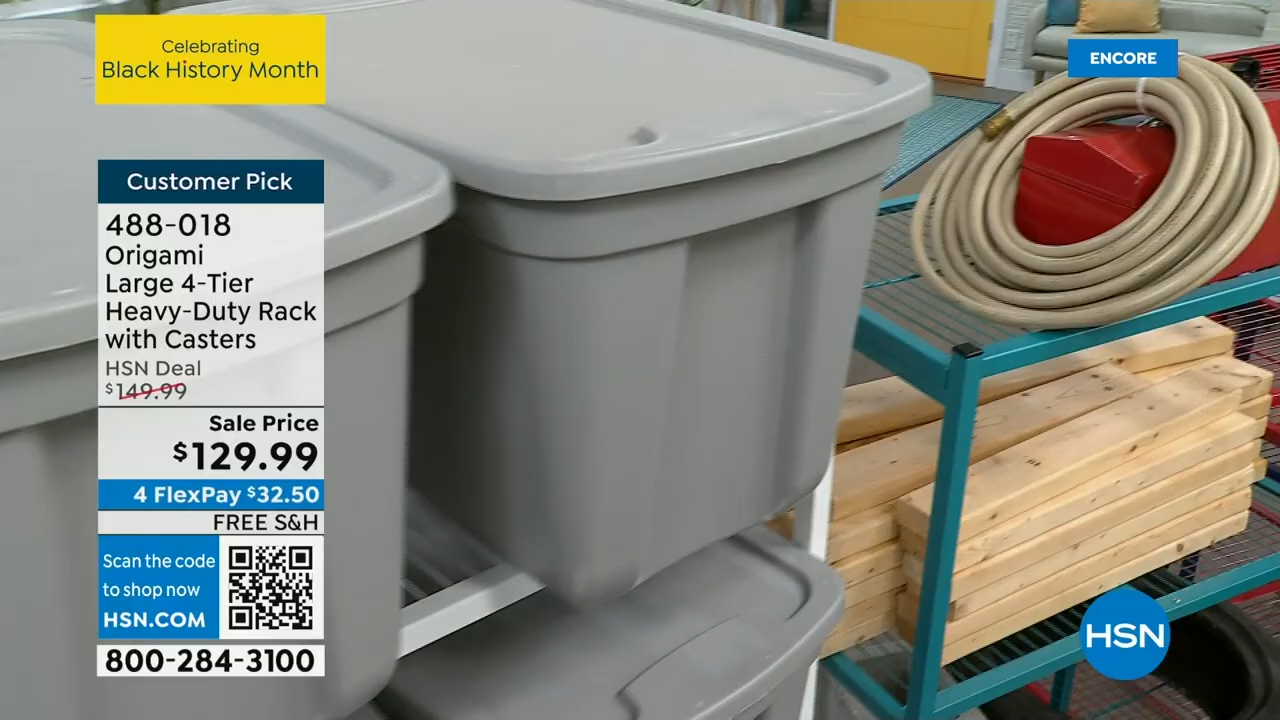 Celebrating
Black History Month
ENCORE
Customer Pick
488-018
Origami
Large 4-Tier
Heavy-Duty Rack
with Casters
HSN Deal
$149.99
Sale Price
$129.99
4 FlexPay $32.50
FREE S&H
Scan the code
to shop now
HSN.COM
800-284-3100
HSN